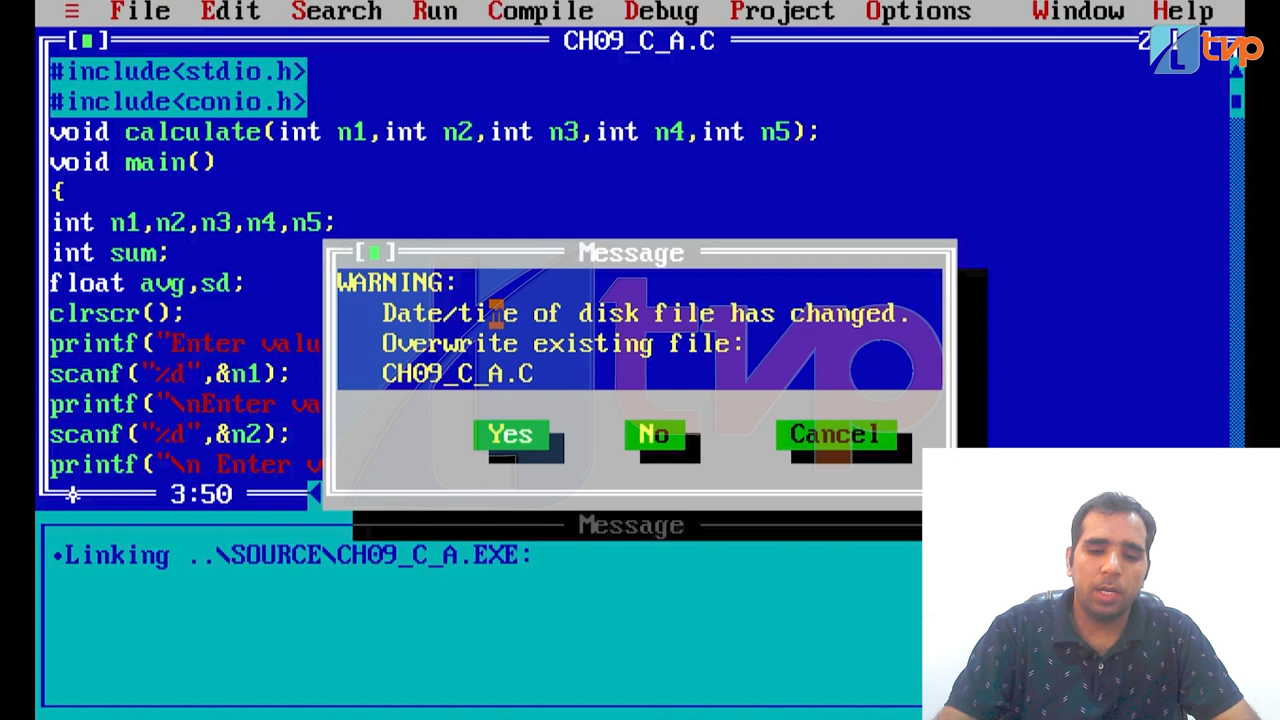 ≡ File Edit Search Run Compile Debug Project Options Window Help
[■] CH09_C_A.C 2
L tvp
#include<stdio.h>
#include<conio.h>
void calculate(int n1,int n2,int n3,int n4,int n5);
void main()
{
int n1,n2,n3,n4,n5;
int sum;
float avg,sd;
clrscr();
printf("Enter valu
scanf("%d",&n1);
printf("\nEnter va
scanf("%d",&n2);
printf("\n Enter v
3:50
[■] Message
WARNING:
Date/time of disk file has changed.
Overwrite existing file:
CH09_C_A.C
Yes No Cancel
tvp
Message
•Linking ..\SOURCE\CH09_C_A.EXE: